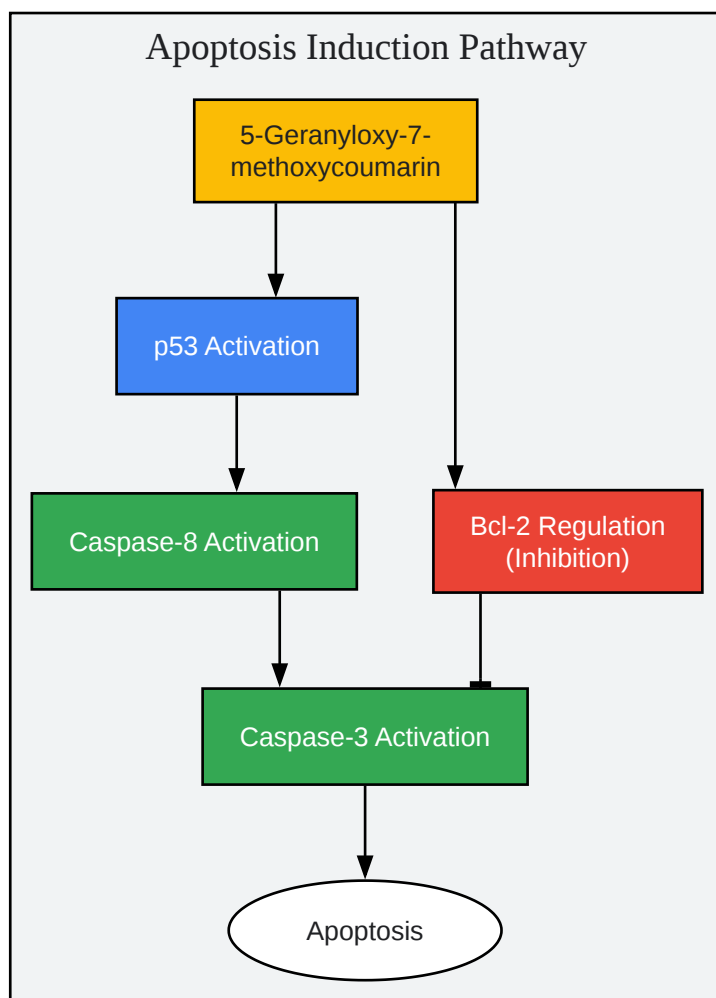 Apoptosis Induction Pathway
5-Geranyloxy-7-
methoxycoumarin
p53 Activation
Caspase-8 Activation
Bcl-2 Regulation
(Inhibition)
Caspase-3 Activation
Apoptosis